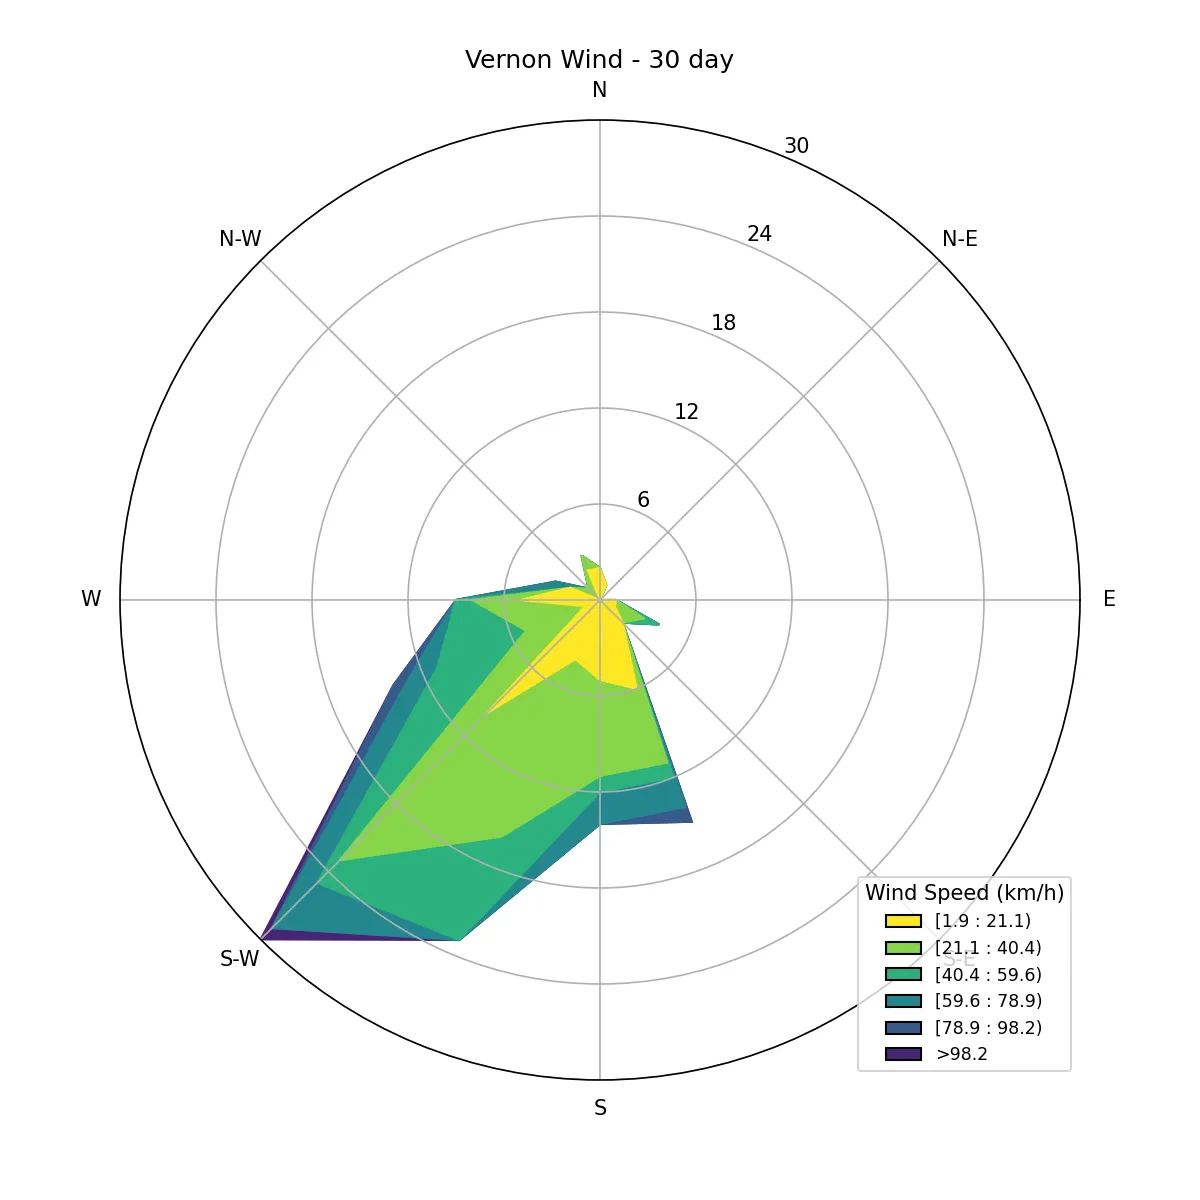 Vernon Wind - 30 day
N
30
N-W
N-E
24
18
12
6
W
E
Wind Speed (km/h)
[1.9 : 21.1)
[21.1 : 40.4)
[40.4 : 59.6)
[59.6 : 78.9)
[78.9 : 98.2)
>98.2
S-W
S-E
S